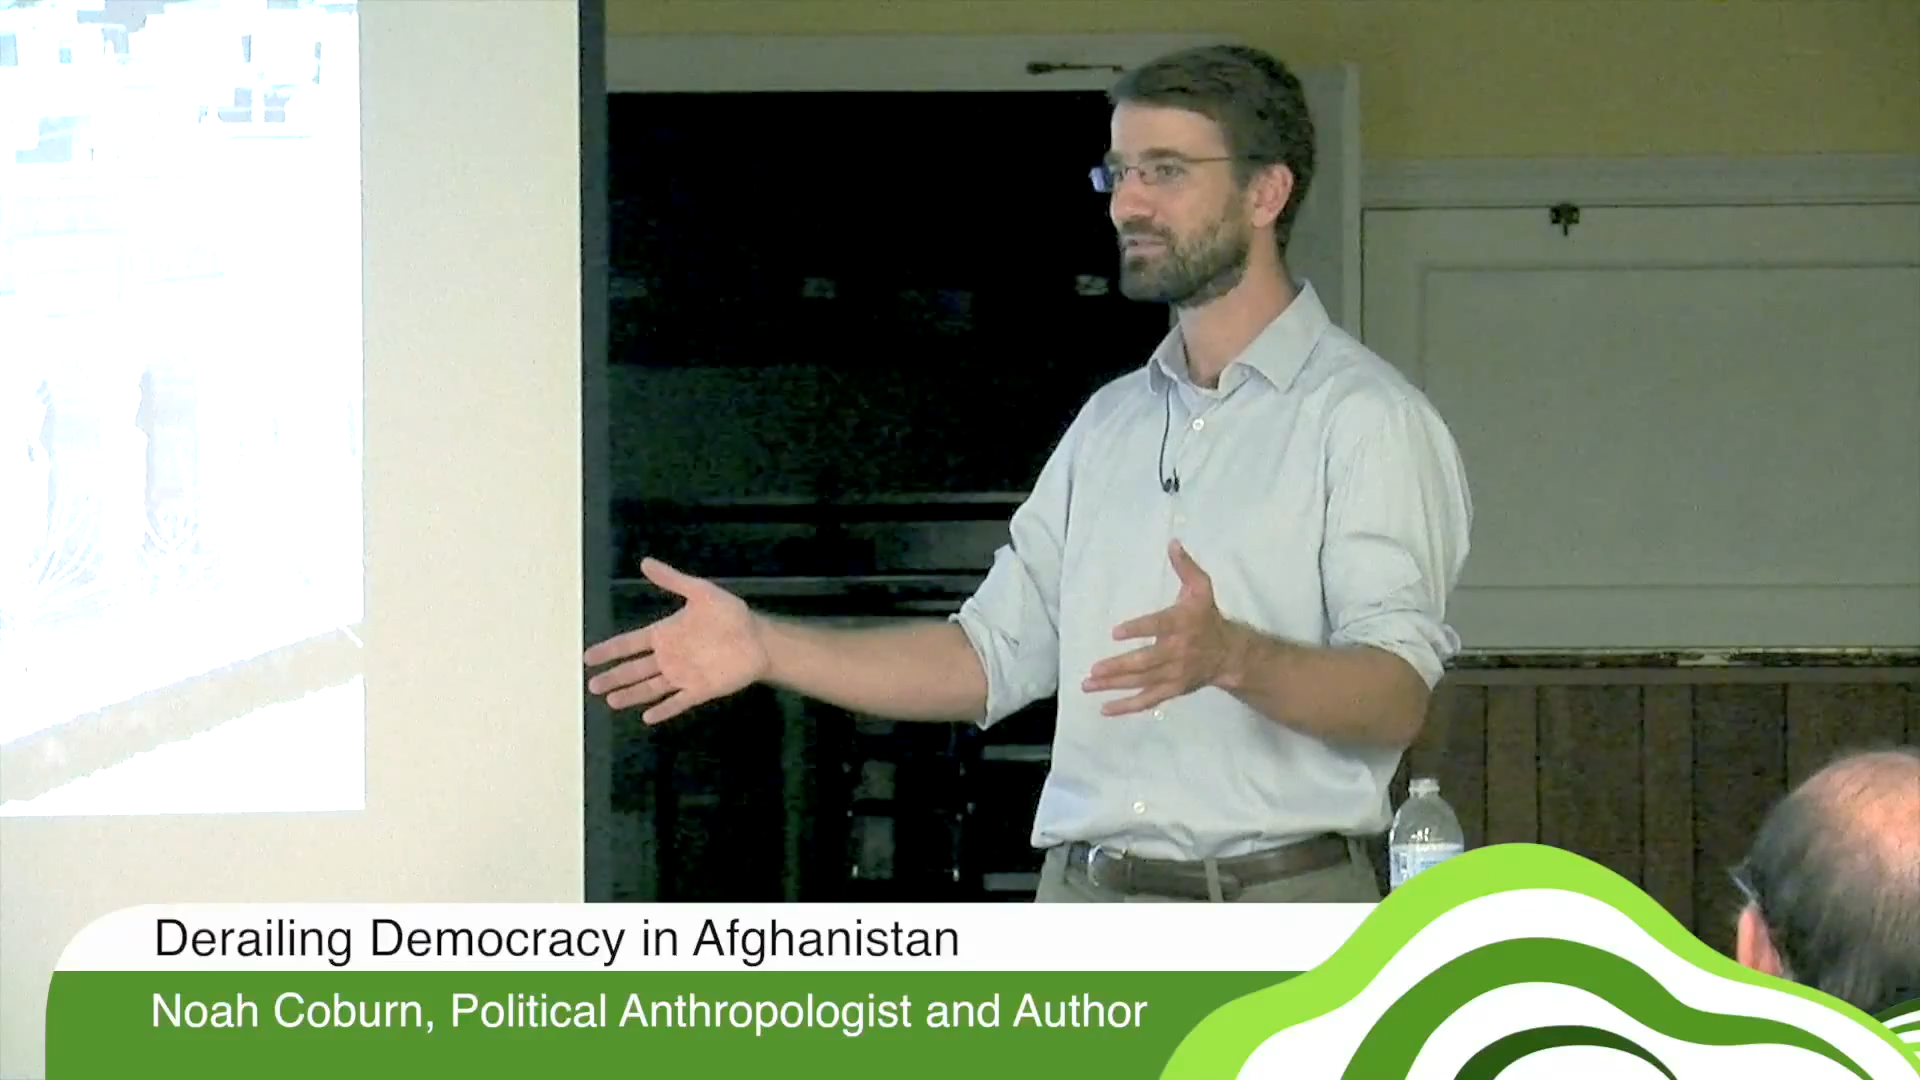 Derailing Democracy in Afghanistan
Noah Coburn, Political Anthropologist and Author